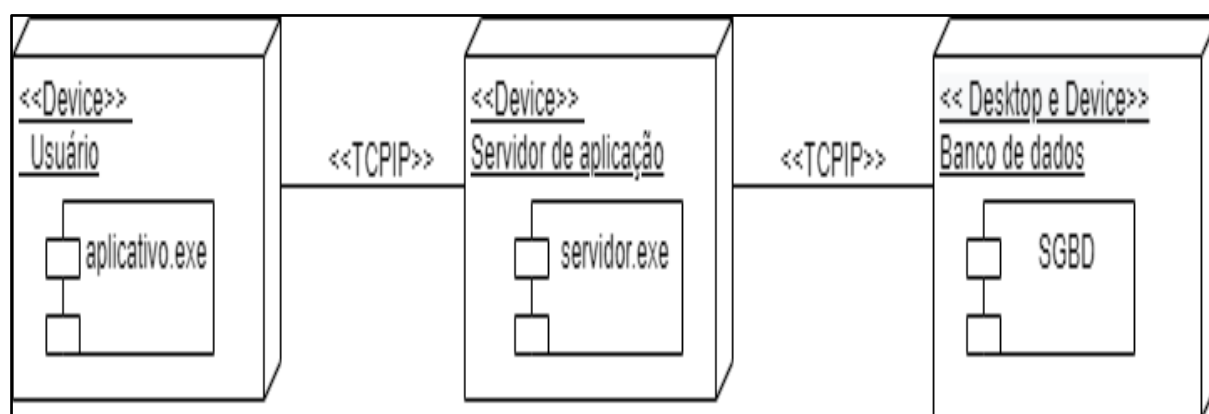 <<Device>>
Usuário
aplicativo.exe
<<TCPIP>>
<<Device>>
Servidor de aplicação
servidor.exe
<<TCPIP>>
<< Desktop e Device>>
Banco de dados
SGBD